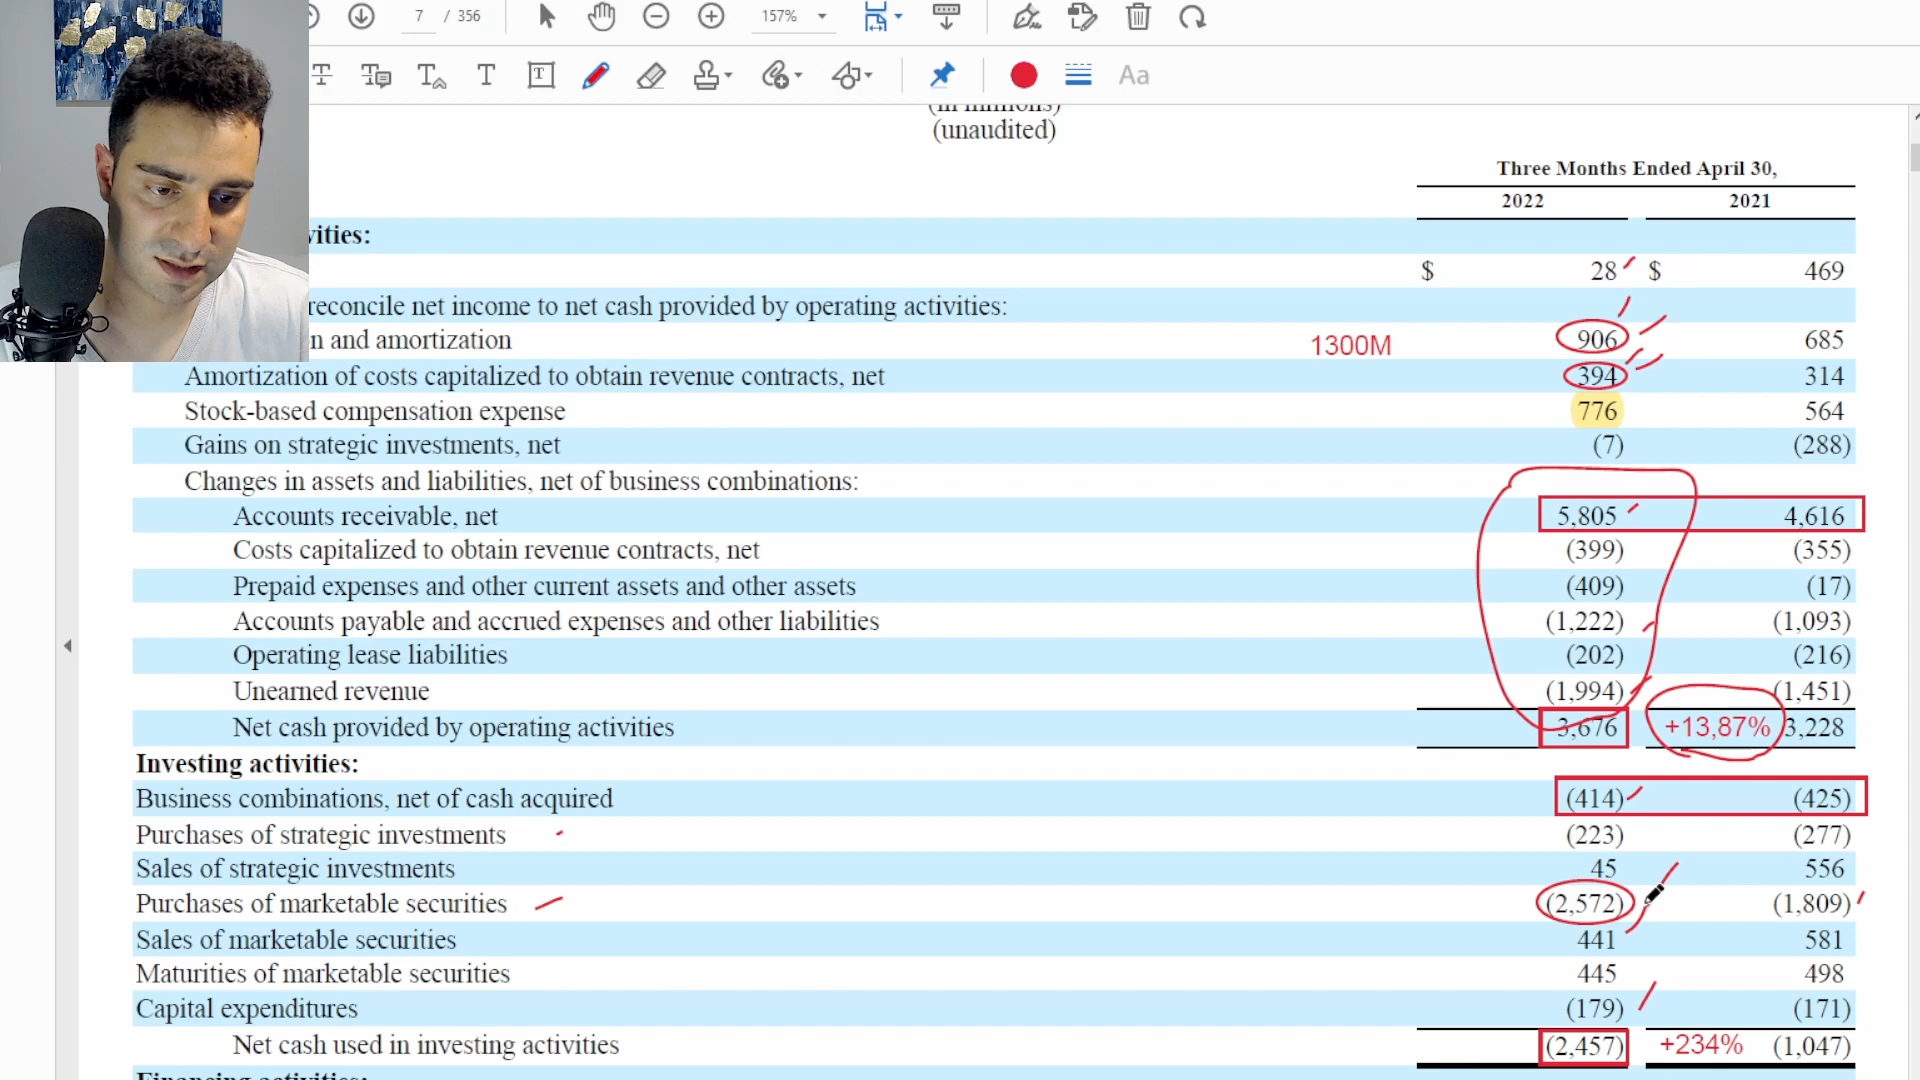 7 / 356
157%
Aa
(in millions)
(unaudited)
Three Months Ended April 30,
2022 2021
vities:
$ 28 $ 469
reconcile net income to net cash provided by operating activities:
n and amortization 1300M 906 685
Amortization of costs capitalized to obtain revenue contracts, net 394 314
Stock-based compensation expense 776 564
Gains on strategic investments, net (7) (288)
Changes in assets and liabilities, net of business combinations:
Accounts receivable, net 5,805 4,616
Costs capitalized to obtain revenue contracts, net (399) (355)
Prepaid expenses and other current assets and other assets (409) (17)
Accounts payable and accrued expenses and other liabilities (1,222) (1,093)
Operating lease liabilities (202) (216)
Unearned revenue (1,994) (1,451)
Net cash provided by operating activities 3,676 +13,87% 3,228
Investing activities:
Business combinations, net of cash acquired (414) (425)
Purchases of strategic investments (223) (277)
Sales of strategic investments 45 556
Purchases of marketable securities (2,572) (1,809)
Sales of marketable securities 441 581
Maturities of marketable securities 445 498
Capital expenditures (179) (171)
Net cash used in investing activities (2,457) +234% (1,047)
Financing activities: